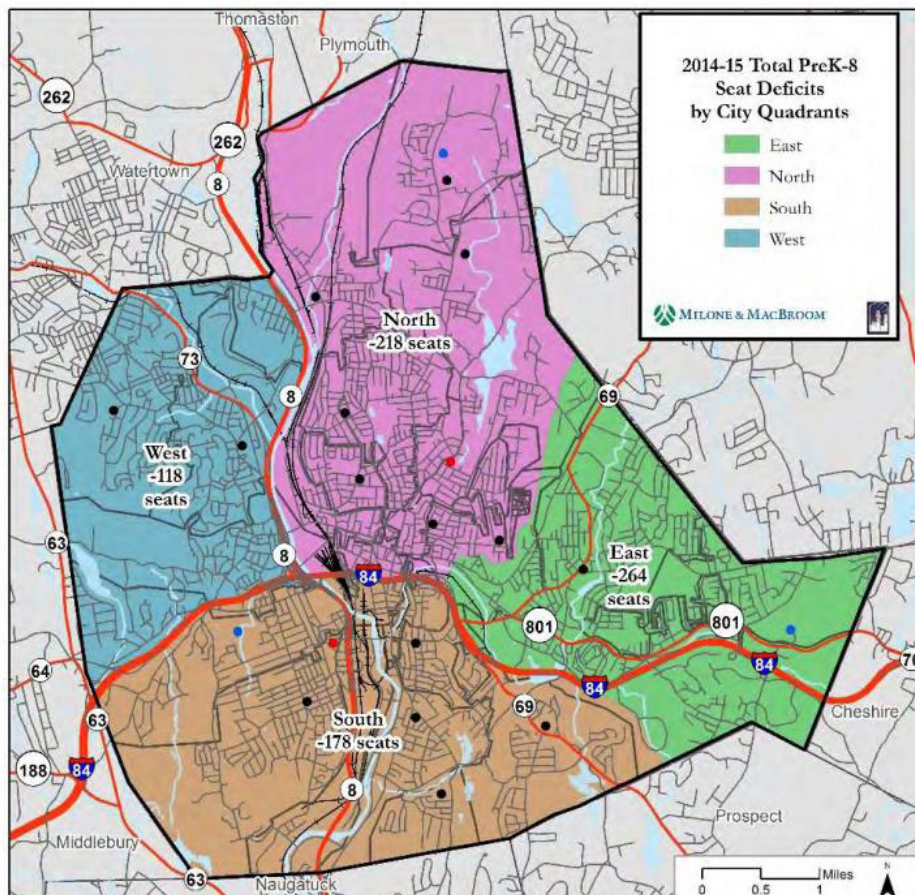 Thomaston
Plymouth
262
262
8
Watertown
2014-15 Total PreK-8
Seat Deficits
by City Quadrants
East
North
South
West
MILONE & MACBROOM
North
-218 seats
73
8
69
West
-118
seats
63
8
84
East
-264
seats
801
801
84
84
70
64
63
69
Cheshire
South
-178 seats
188
84
8
Prospect
Middlebury
63
Naugatuck
0
0.5
1
Miles
N